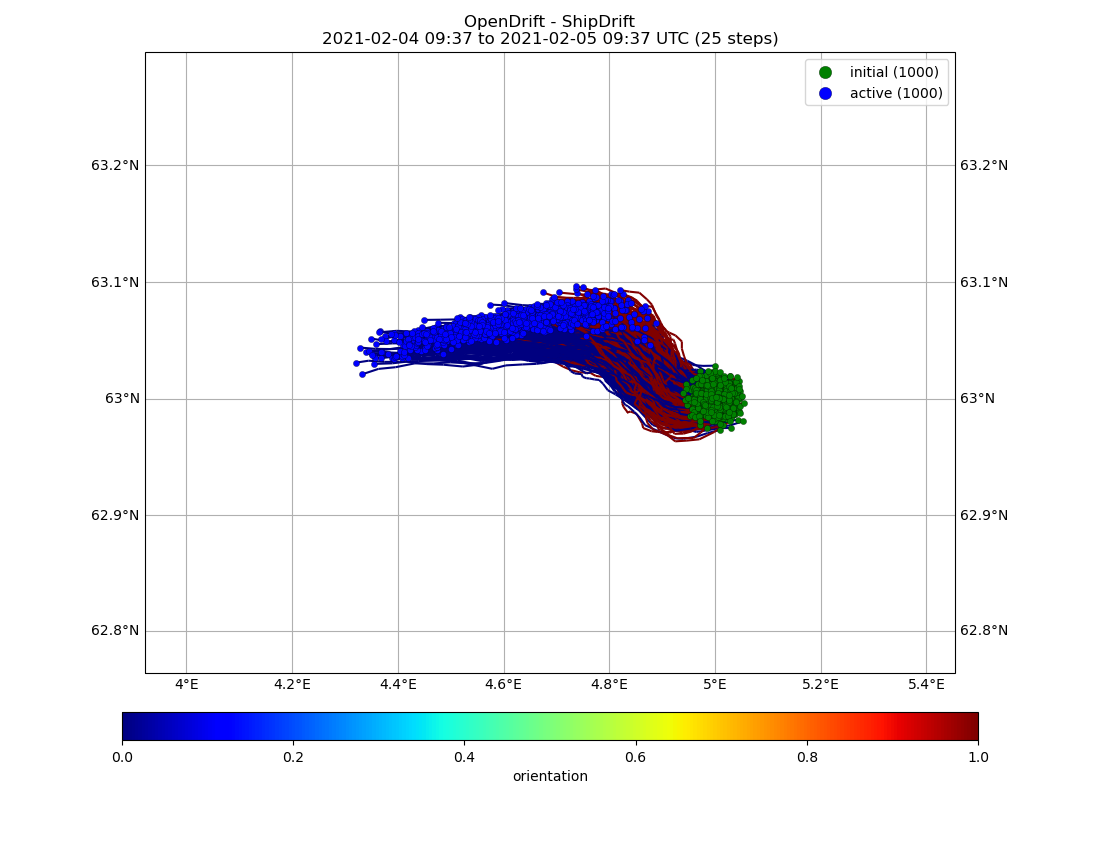 OpenDrift - ShipDrift
2021-02-04 09:37 to 2021-02-05 09:37 UTC (25 steps)
initial (1000)
active (1000)
63.2°N 63.2°N
63.1°N 63.1°N
63°N 63°N
62.9°N 62.9°N
62.8°N 62.8°N
4°E 4.2°E 4.4°E 4.6°E 4.8°E 5°E 5.2°E 5.4°E
0.0 0.2 0.4 0.6 0.8 1.0
orientation